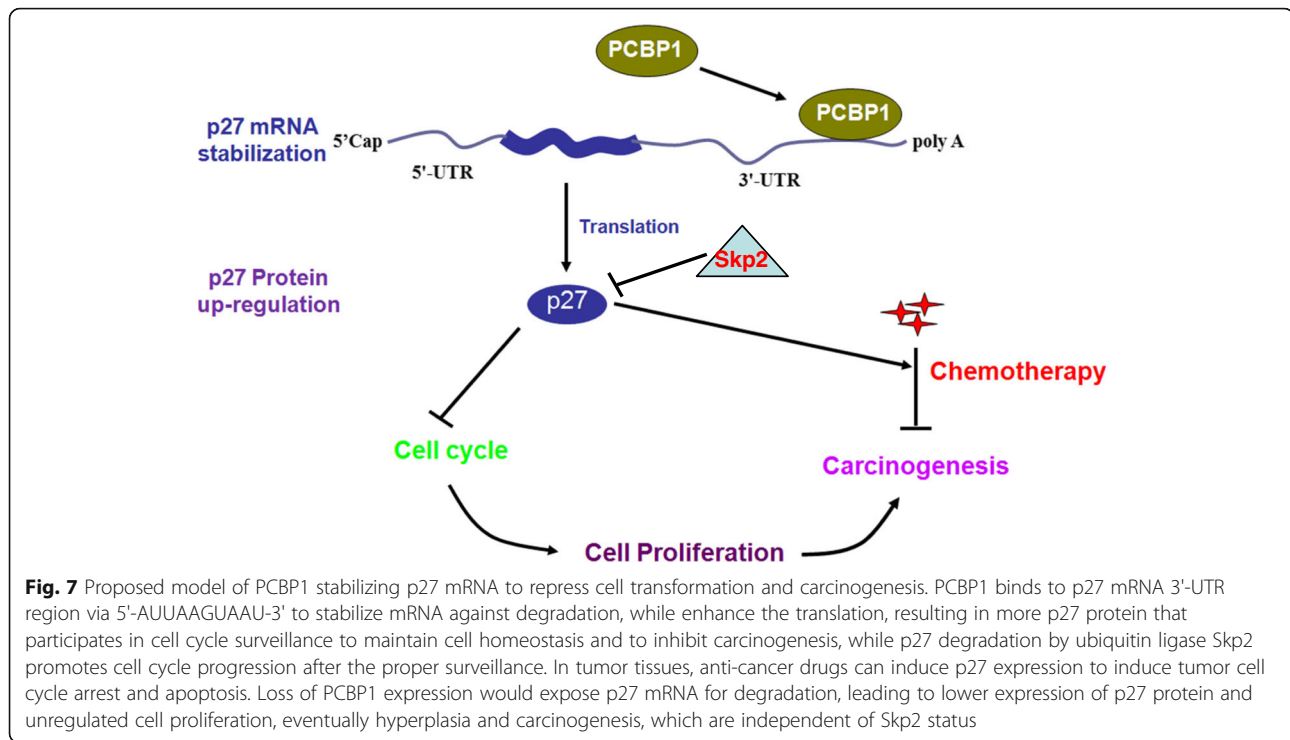 PCBP1
PCBP1
p27 mRNA
stabilization
5'Cap
poly A
5'-UTR
3'-UTR
Translation
Skp2
p27 Protein
up-regulation
p27
Chemotherapy
Cell cycle
Carcinogenesis
Cell Proliferation
Fig. 7 Proposed model of PCBP1 stabilizing p27 mRNA to repress cell transformation and carcinogenesis. PCBP1 binds to p27 mRNA 3'-UTR
region via 5'-AUUAAGUAAU-3' to stabilize mRNA against degradation, while enhance the translation, resulting in more p27 protein that
participates in cell cycle surveillance to maintain cell homeostasis and to inhibit carcinogenesis, while p27 degradation by ubiquitin ligase Skp2
promotes cell cycle progression after the proper surveillance. In tumor tissues, anti-cancer drugs can induce p27 expression to induce tumor cell
cycle arrest and apoptosis. Loss of PCBP1 expression would expose p27 mRNA for degradation, leading to lower expression of p27 protein and
unregulated cell proliferation, eventually hyperplasia and carcinogenesis, which are independent of Skp2 status